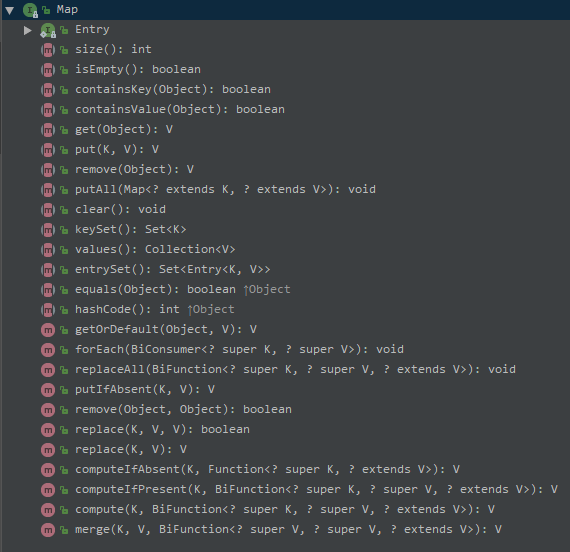 Map
Entry
size(): int
isEmpty(): boolean
containsKey(Object): boolean
containsValue(Object): boolean
get(Object): V
put(K, V): V
remove(Object): V
putAll(Map<? extends K, ? extends V>): void
clear(): void
keySet(): Set<K>
values(): Collection<V>
entrySet(): Set<Entry<K, V>>
equals(Object): boolean ↑Object
hashCode(): int ↑Object
getOrDefault(Object, V): V
forEach(BiConsumer<? super K, ? super V>): void
replaceAll(BiFunction<? super K, ? super V, ? extends V>): void
putIfAbsent(K, V): V
remove(Object, Object): boolean
replace(K, V, V): boolean
replace(K, V): V
computeIfAbsent(K, Function<? super K, ? extends V>): V
computeIfPresent(K, BiFunction<? super K, ? super V, ? extends V>): V
compute(K, BiFunction<? super K, ? super V, ? extends V>): V
merge(K, V, BiFunction<? super V, ? super V, ? extends V>): V